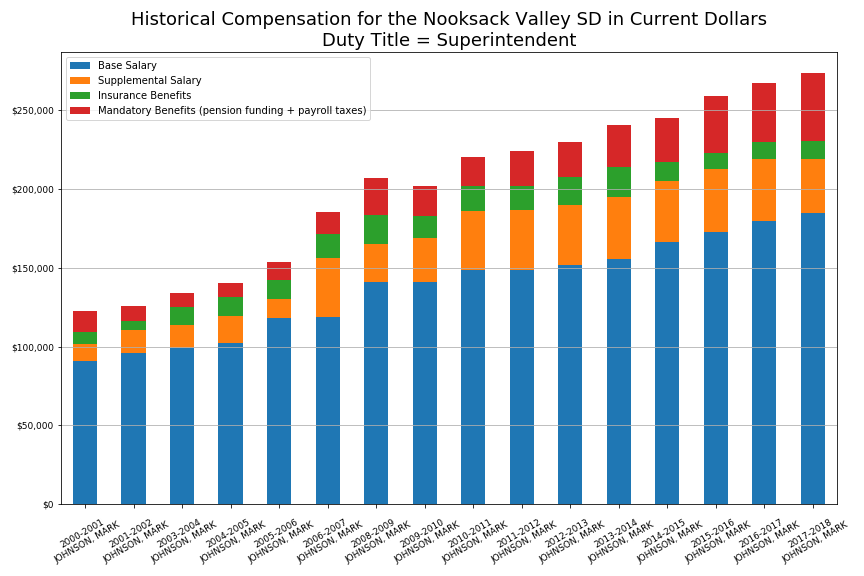 Historical Compensation for the Nooksack Valley SD in Current Dollars
Duty Title = Superintendent
Base Salary
Supplemental Salary
Insurance Benefits
Mandatory Benefits (pension funding + payroll taxes)
$250,000
$200,000
$150,000
$100,000
$50,000
$0
2000-2001
JOHNSON, MARK
2001-2002
JOHNSON, MARK
2003-2004
JOHNSON, MARK
2004-2005
JOHNSON, MARK
2005-2006
JOHNSON, MARK
2006-2007
JOHNSON, MARK
2008-2009
JOHNSON, MARK
2009-2010
JOHNSON, MARK
2010-2011
JOHNSON, MARK
2011-2012
JOHNSON, MARK
2012-2013
JOHNSON, MARK
2013-2014
JOHNSON, MARK
2014-2015
JOHNSON, MARK
2015-2016
JOHNSON, MARK
2016-2017
JOHNSON, MARK
2017-2018
JOHNSON, MARK